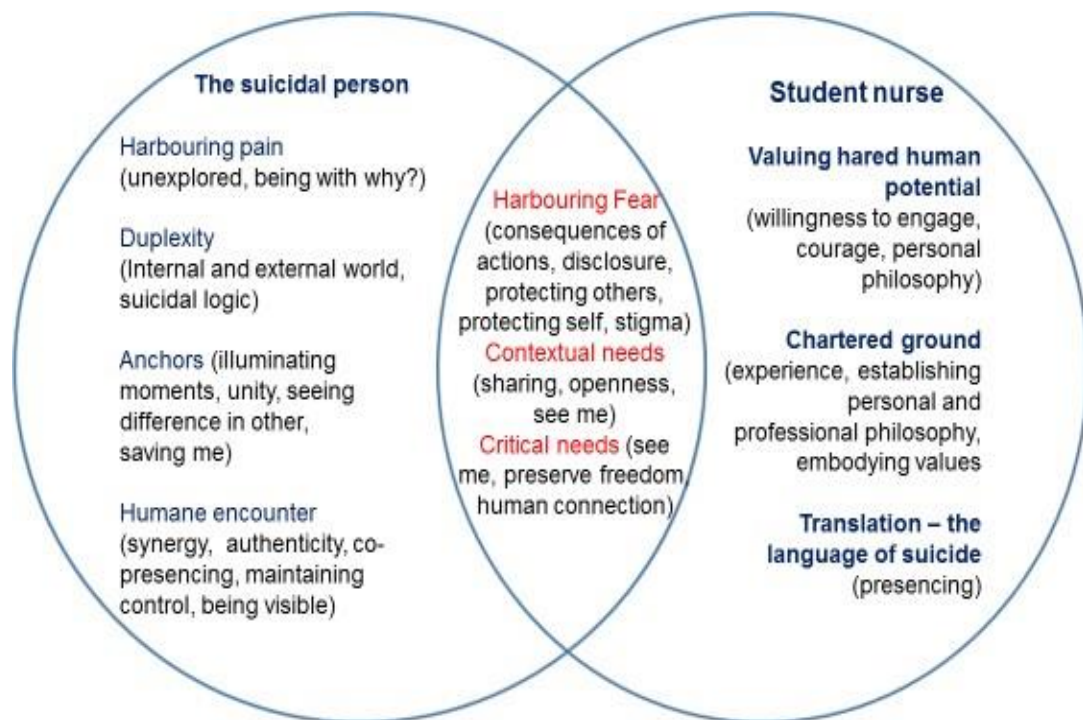 The suicidal person
Harbouring pain
(unexplored, being with why?)
Duplexity
(Internal and external world,
suicidal logic)
Anchors (illuminating
moments, unity, seeing
difference in other,
saving me)
Humane encounter
(synergy, authenticity, co-
presencing, maintaining
control, being visible)
Harbouring Fear
(consequences of
actions, disclosure,
protecting others,
protecting self, stigma)
Contextual needs
(sharing, openness,
see me)
Critical needs (see
me, preserve freedom,
human connection)
Student nurse
Valuing hared human
potential
(willingness to engage,
courage, personal
philosophy)
Chartered ground
(experience, establishing
personal and
professional philosophy,
embodying values
Translation – the
language of suicide
(presencing)